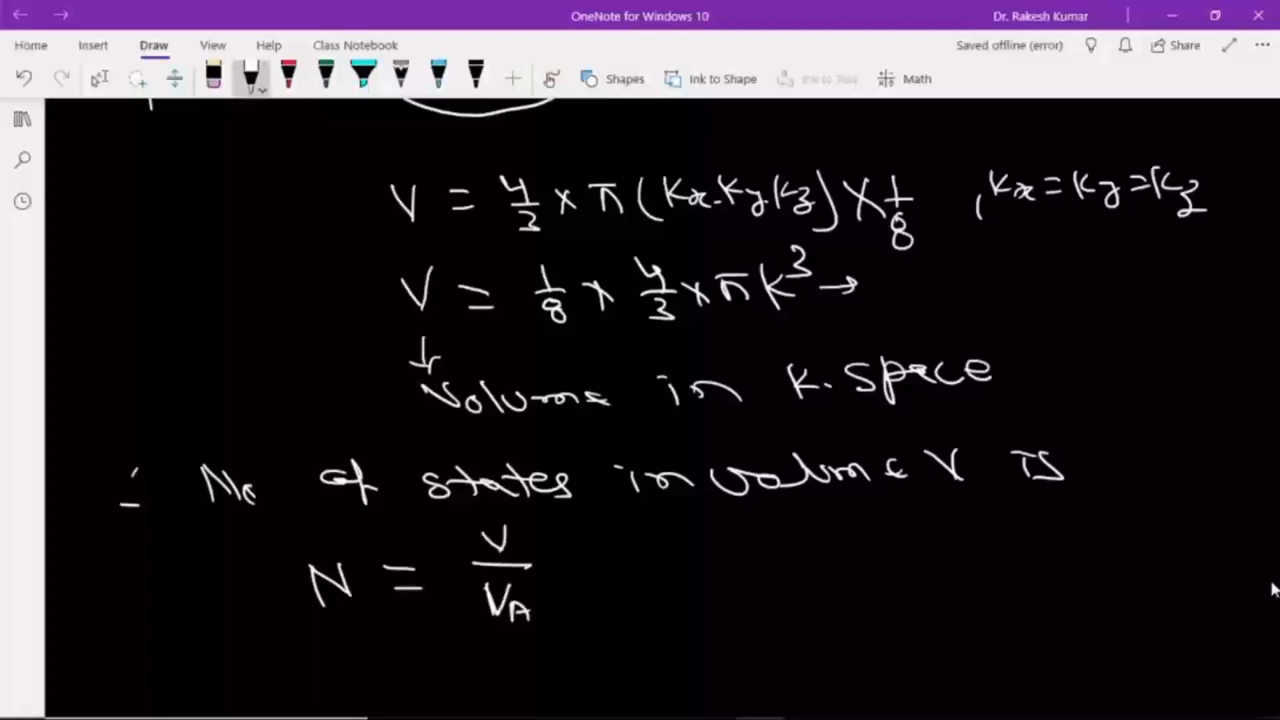 OneNote for Windows 10
Dr. Rakesh Kumar
Home Insert Draw View Help Class Notebook
Saved offline (error) Share
Shapes Ink to Shape Ink to Text Math
V = 4/3 × π (kx.ky.kz) × 1/8 , kx = ky = kz
V = 1/8 × 4/3 × π k³ →
↓
Volume in k.space
∴ No of states in volume V is
N = V/VA